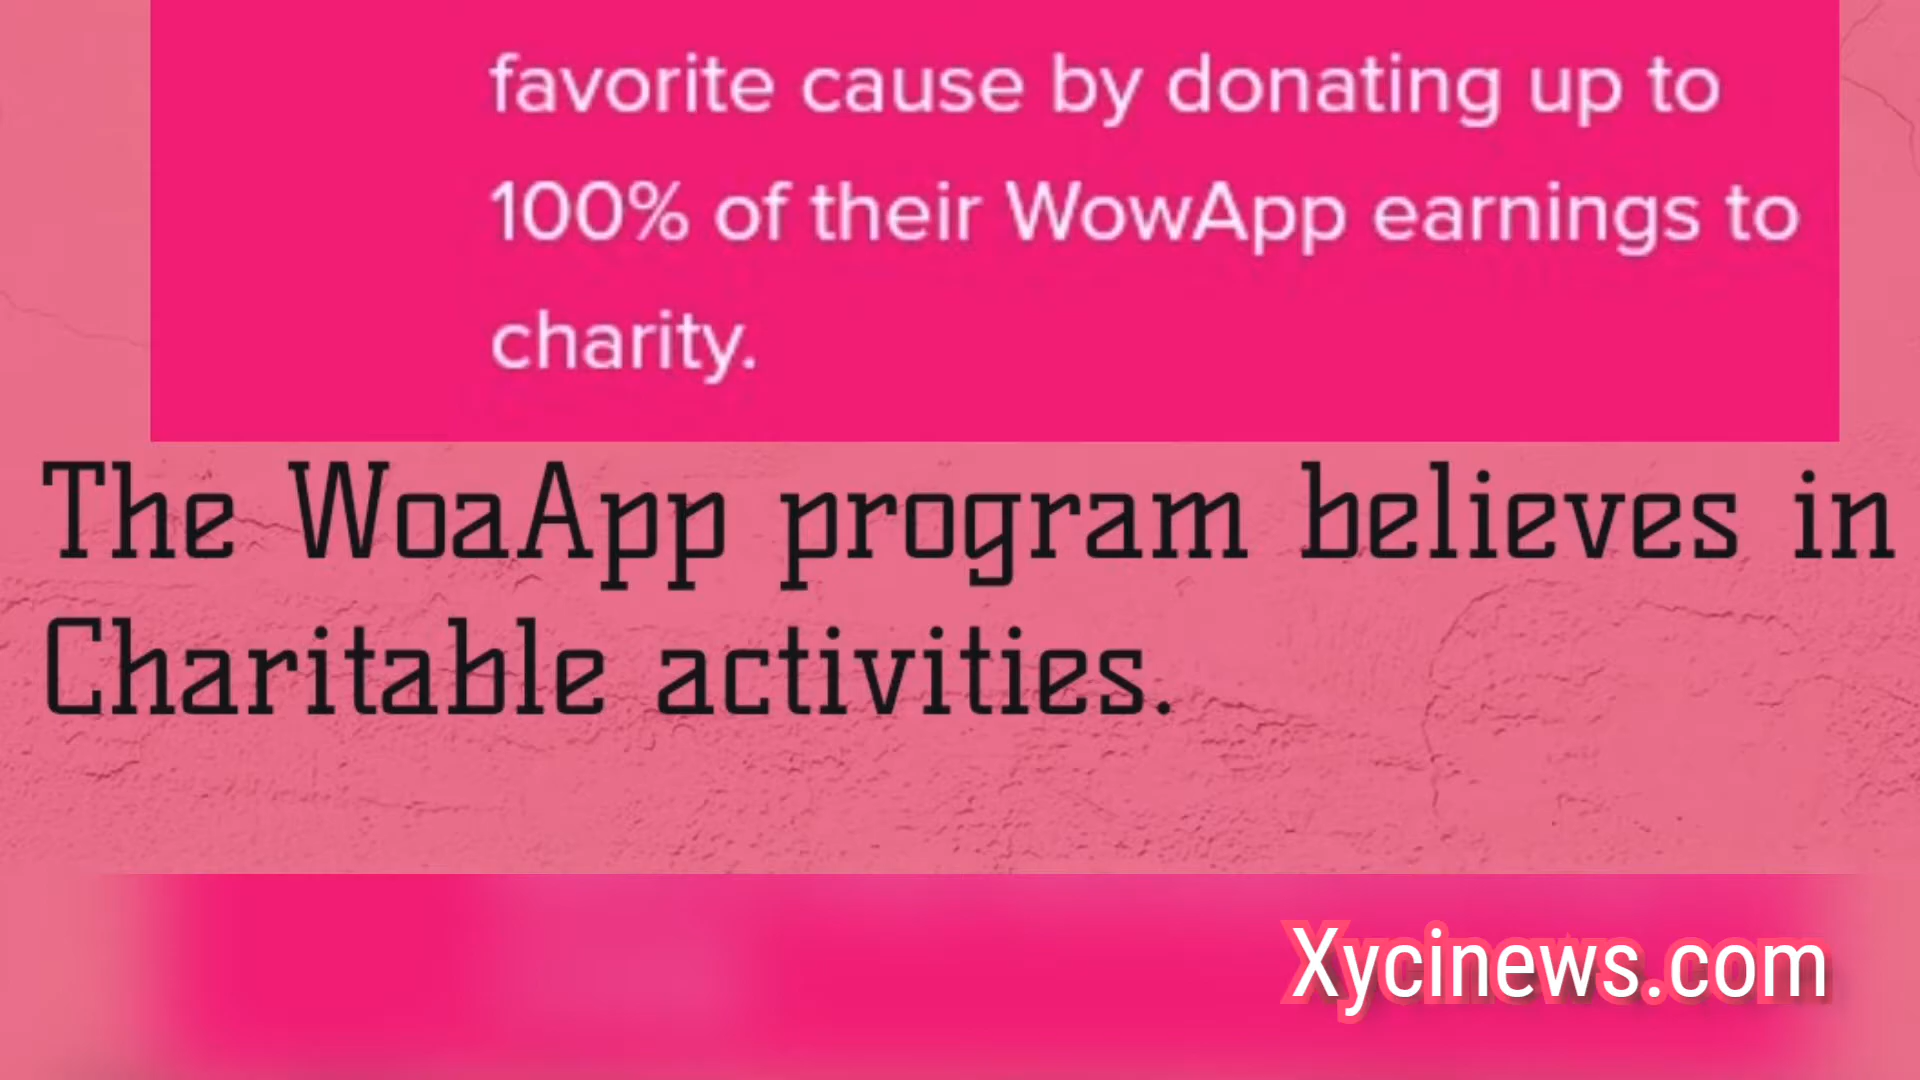 favorite cause by donating up to
100% of their WowApp earnings to
charity.
The WoaApp program believes in
Charitable activities.
Xycinews.com